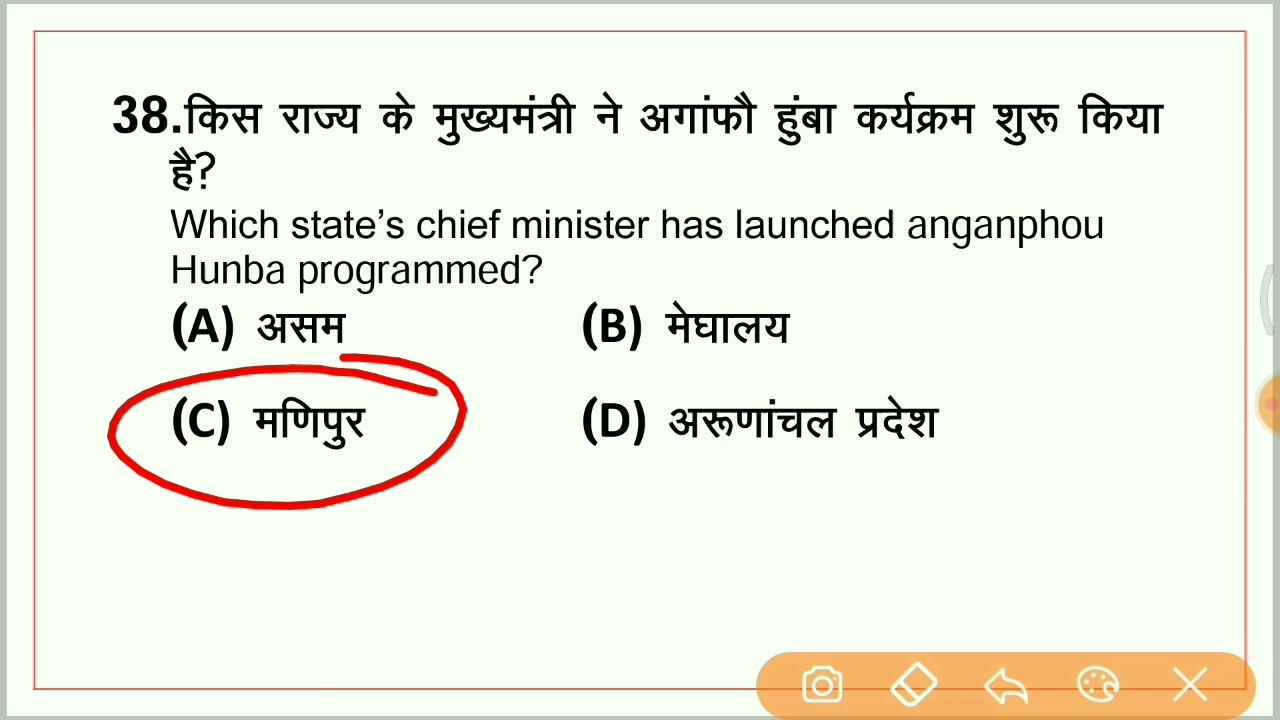 38.किस राज्य के मुख्यमंत्री ने अगांफौ हुंबा कर्यक्रम शुरू किया
है?
Which state’s chief minister has launched anganphou
Hunba programmed?
(A) असम (B) मेघालय
(C) मणिपुर (D) अरूणांचल प्रदेश